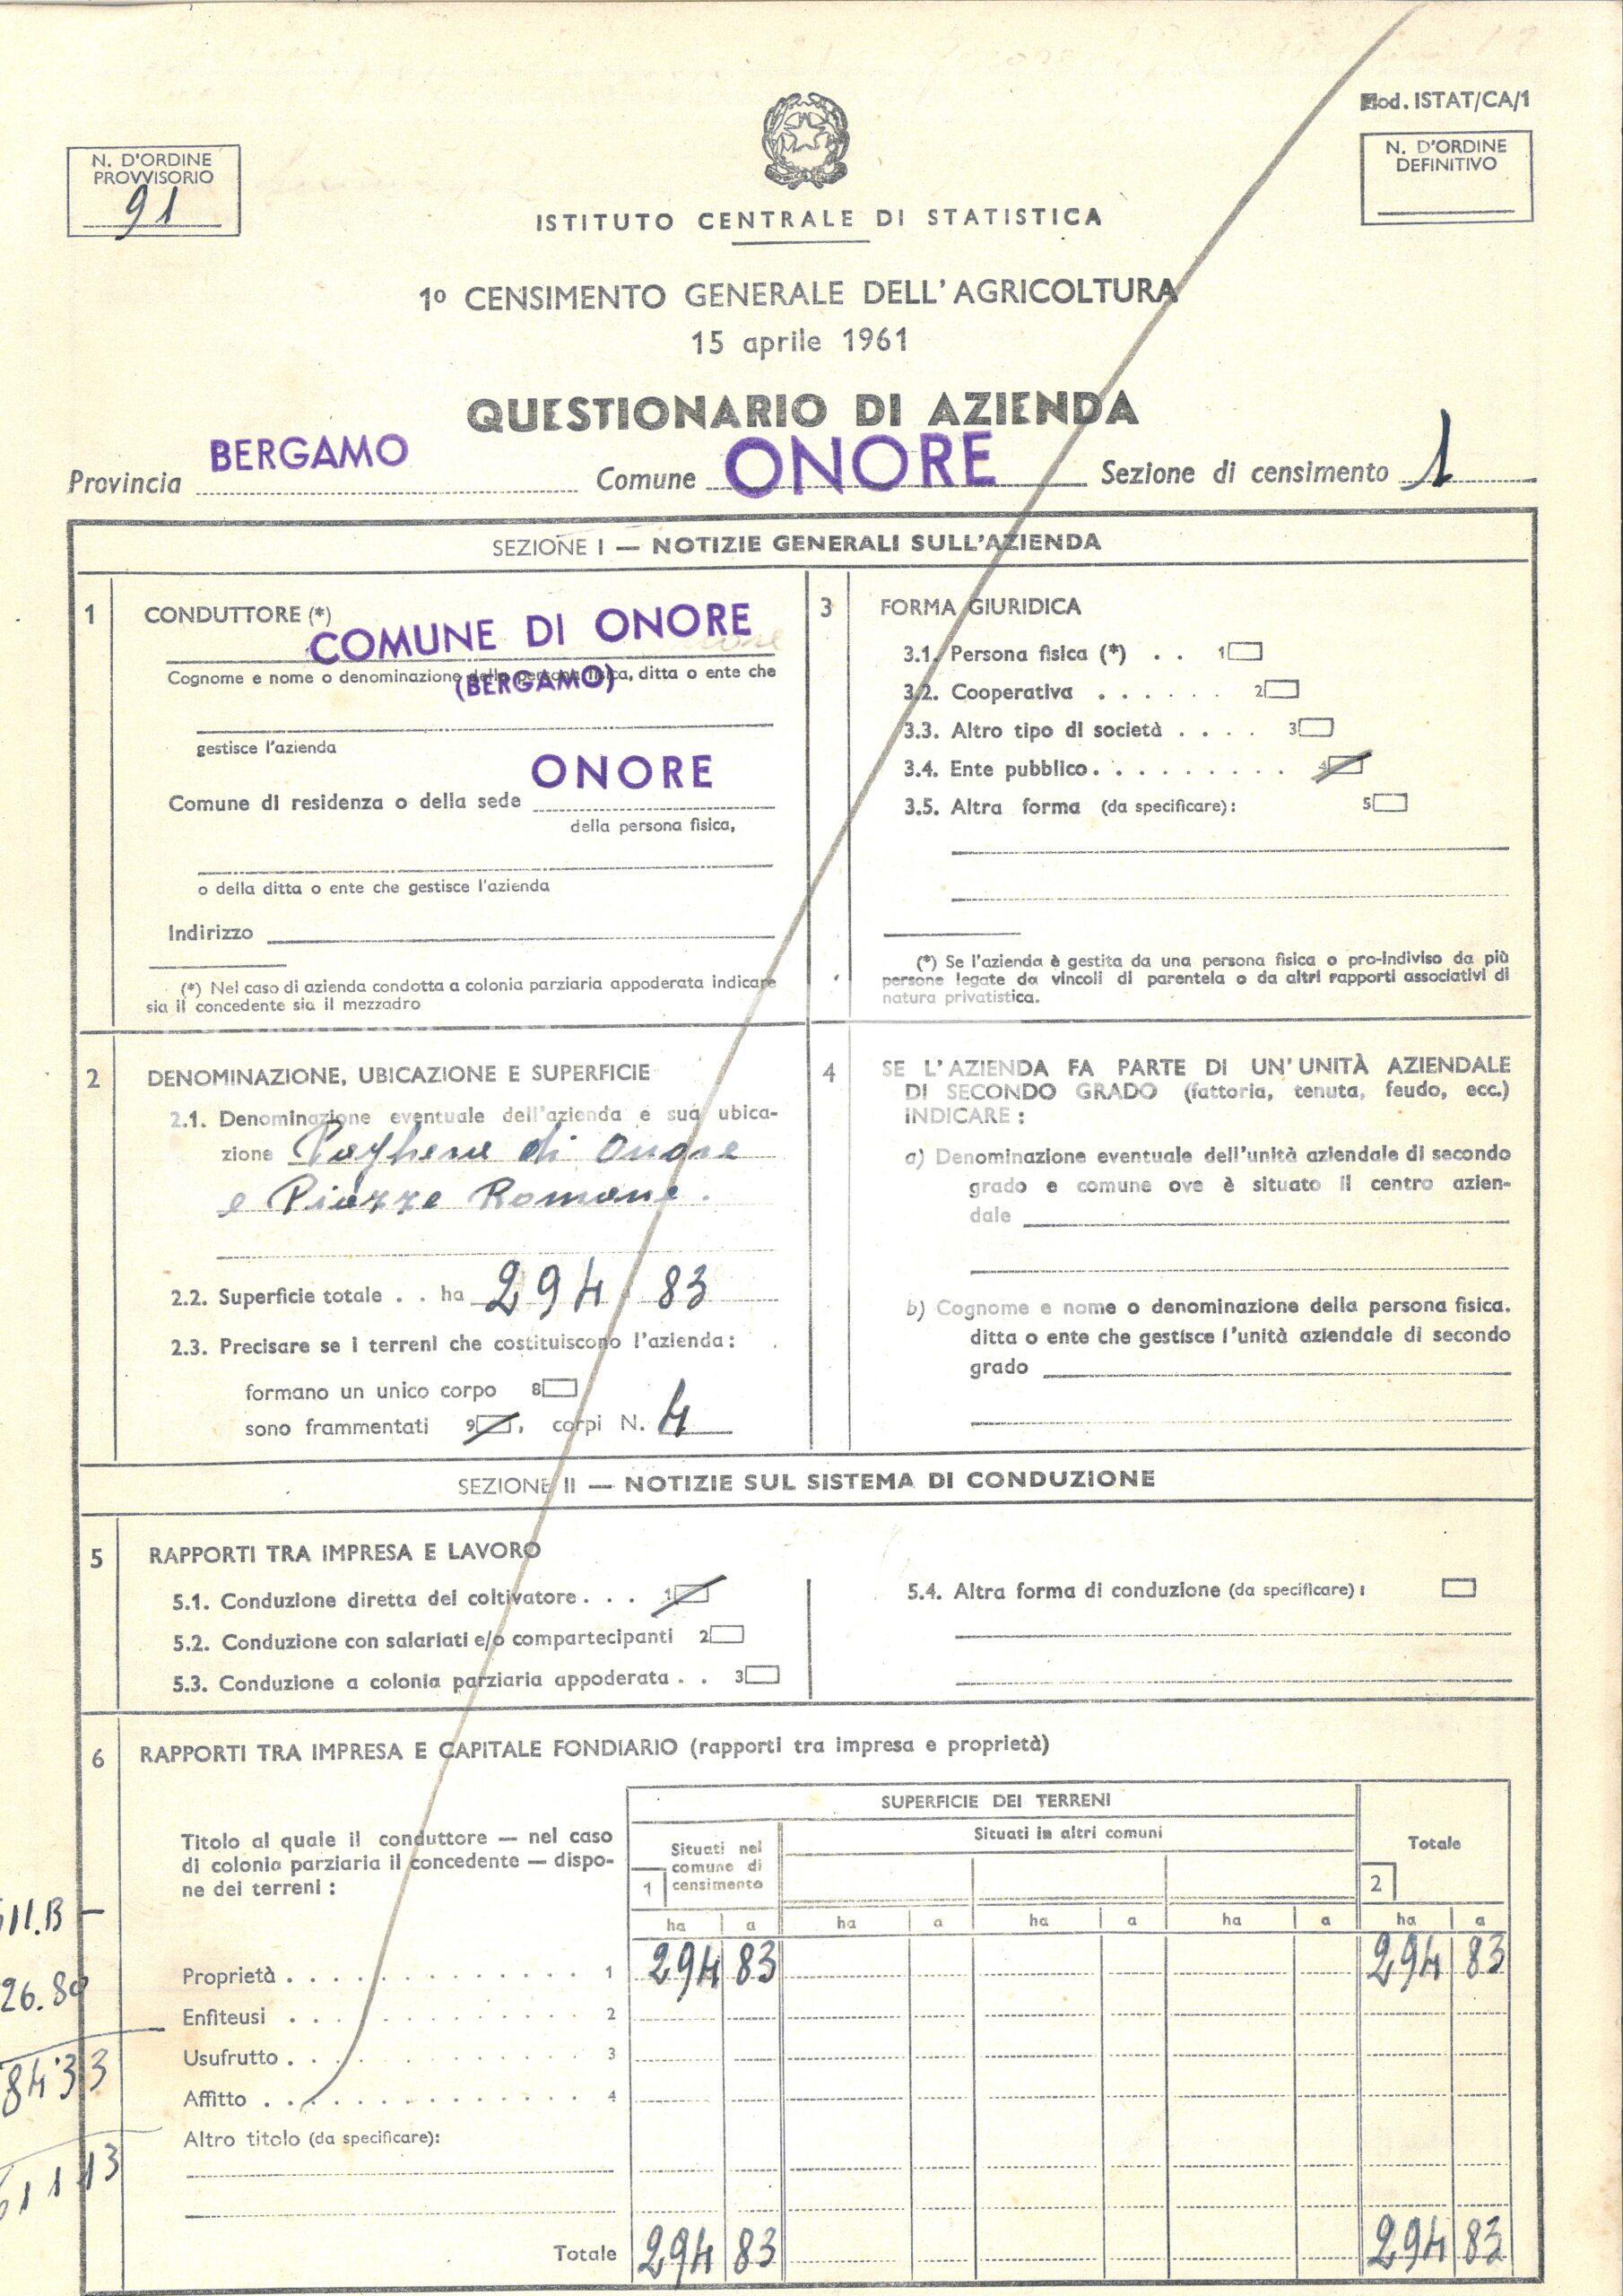 Mod. ISTAT/CA/1
N. D'ORDINE
PROVVISORIO
91
N. D'ORDINE
DEFINITIVO
ISTITUTO CENTRALE DI STATISTICA
1º CENSIMENTO GENERALE DELL'AGRICOLTURA
15 aprile 1961
QUESTIONARIO DI AZIENDA
Provincia BERGAMO Comune ONORE Sezione di censimento 1
SEZIONE I — NOTIZIE GENERALI SULL'AZIENDA
1 CONDUTTORE (*)
COMUNE DI ONORE
(BERGAMO)
Cognome e nome o denominazione della persona fisica, ditta o ente che
gestisce l'azienda
Comune di residenza o della sede ONORE
della persona fisica,
o della ditta o ente che gestisce l'azienda
Indirizzo
(*) Nel caso di azienda condotta a colonia parziaria appoderata indicare
sia il concedente sia il mezzadro
3 FORMA GIURIDICA
3.1. Persona fisica (*) . . 1
3.2. Cooperativa . . . . . . 2
3.3. Altro tipo di società . . . . 3
3.4. Ente pubblico. . . . . . . . . 4
3.5. Altra forma (da specificare): 5
(*) Se l'azienda è gestita da una persona fisica o pro-indiviso da più
persone legate da vincoli di parentela o da altri rapporti associativi di
natura privatistica.
2 DENOMINAZIONE, UBICAZIONE E SUPERFICIE
2.1. Denominazione eventuale dell'azienda e sua ubica-
zione Paghera di Onore
e Piazze Romane.
2.2. Superficie totale . . ha 294 83
2.3. Precisare se i terreni che costituiscono l'azienda:
formano un unico corpo 8
sono frammentati 9, corpi N. 4
4 SE L'AZIENDA FA PARTE DI UN'UNITÀ AZIENDALE
DI SECONDO GRADO (fattoria, tenuta, feudo, ecc.)
INDICARE :
a) Denominazione eventuale dell'unità aziendale di secondo
grado e comune ove è situato il centro azien-
dale
b) Cognome e nome o denominazione della persona fisica.
ditta o ente che gestisce l'unità aziendale di secondo
grado
SEZIONE II — NOTIZIE SUL SISTEMA DI CONDUZIONE
5 RAPPORTI TRA IMPRESA E LAVORO
5.1. Conduzione diretta del coltivatore . . . 1
5.2. Conduzione con salariati e/o compartecipanti 2
5.3. Conduzione a colonia parziaria appoderata . . 3
5.4. Altra forma di conduzione (da specificare) :
6 RAPPORTI TRA IMPRESA E CAPITALE FONDIARIO (rapporti tra impresa e proprietà)
Titolo al quale il conduttore — nel caso
di colonia parziaria il concedente — dispo-
ne dei terreni :
SUPERFICIE DEI TERRENI
Situati nel
comune di
1 censimento
Situati in altri comuni
Totale
2
ha a ha a ha a ha a ha a
Proprietà . . . . . . . . . . . . . 1 294 83 294 83
Enfiteusi . . . . . . . . . . . . . 2
Usufrutto . . . . . . . . . . . . . 3
Affitto . . . . . . . . . . . . . . 4
Altro titolo (da specificare):
Totale 294 83 294 83
26.80
8433